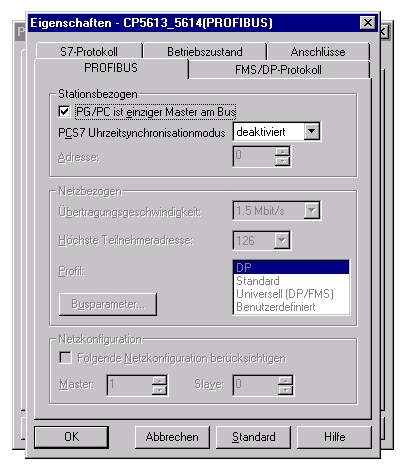 Eigenschaften - CP5613_5614(PROFIBUS)
S7-Protokoll Betriebszustand Anschlüsse
PROFIBUS FMS/DP-Protokoll
Stationsbezogen
PG/PC ist einziger Master am Bus
PCS7 Uhrzeitsynchronisationmodus deaktiviert
Adresse: 0
Netzbezogen
Übertragungsgeschwindigkeit: 1.5 Mbit/s
Höchste Teilnehmeradresse: 126
Profil: DP
Standard
Universell (DP/FMS)
Benutzerdefiniert
Busparameter...
Netzkonfiguration
Folgende Netzkonfiguration berücksichtigen
Master: 1 Slave: 0
OK Abbrechen Standard Hilfe